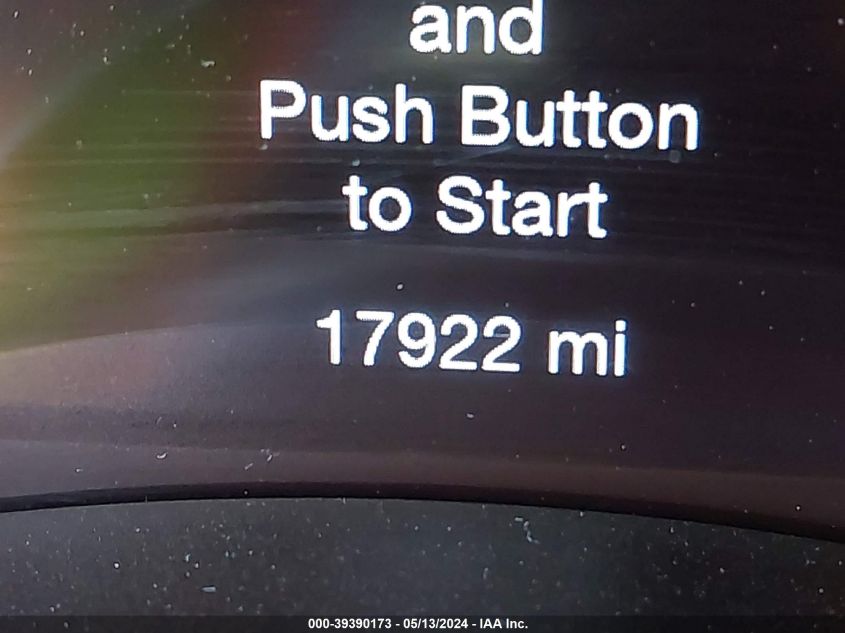 and
Push Button
to Start
17922 mi
000-39390173 - 05/13/2024 - IAA Inc.